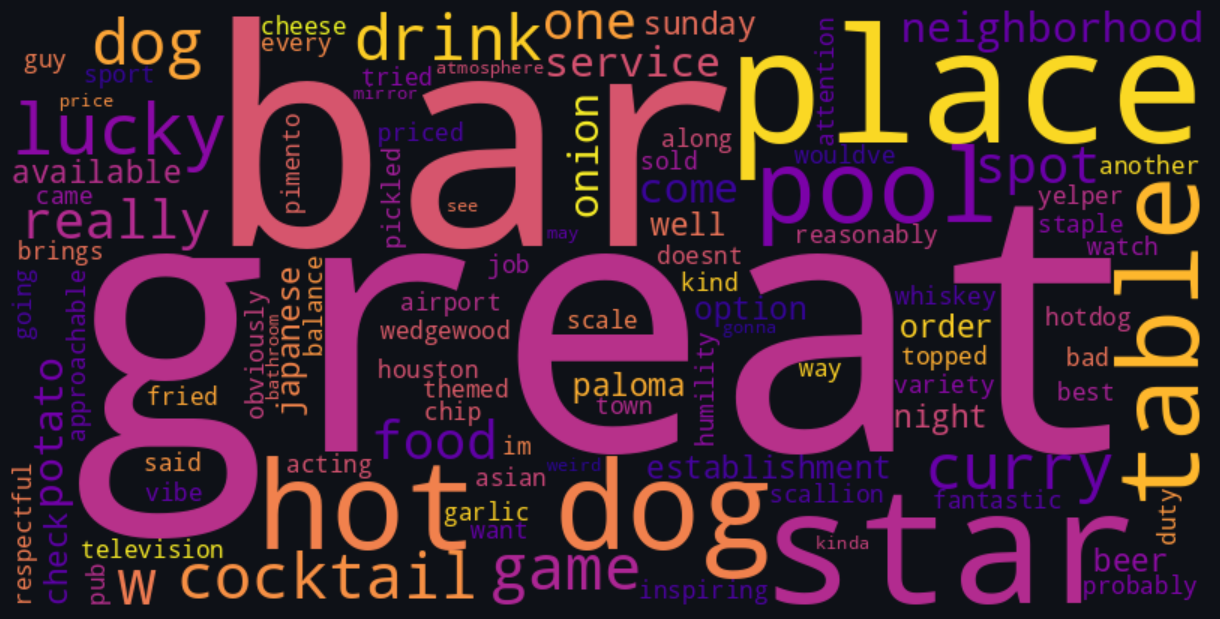 cheese
drink
one
sunday
neighborhood
dog
every
guy
sport
tried
atmosphere
service
attention
place
price
mirror
bar
lucky
pimento
priced
onion
along
sold
wouldve
pool
spot
another
available
pickled
come
came
see
well
yelper
staple
really
may
reasonably
watch
brings
job
doesnt
kind
table
going
approachable
great
obviously
bathroom
japanese
balance
airport
wedgewood
scale
option
gonna
whiskey
order
hotdog
houston
themed
chip
paloma
town
humility
way
topped
variety
night
bad
best
fried
potato
food
im
said
vibe
acting
asian
weird
establishment
curry
scallion
fantastic
respectful
check
hot dog
garlic
want
star
duty
television
pub
w
cocktail
game
inspiring
kinda
beer
probably